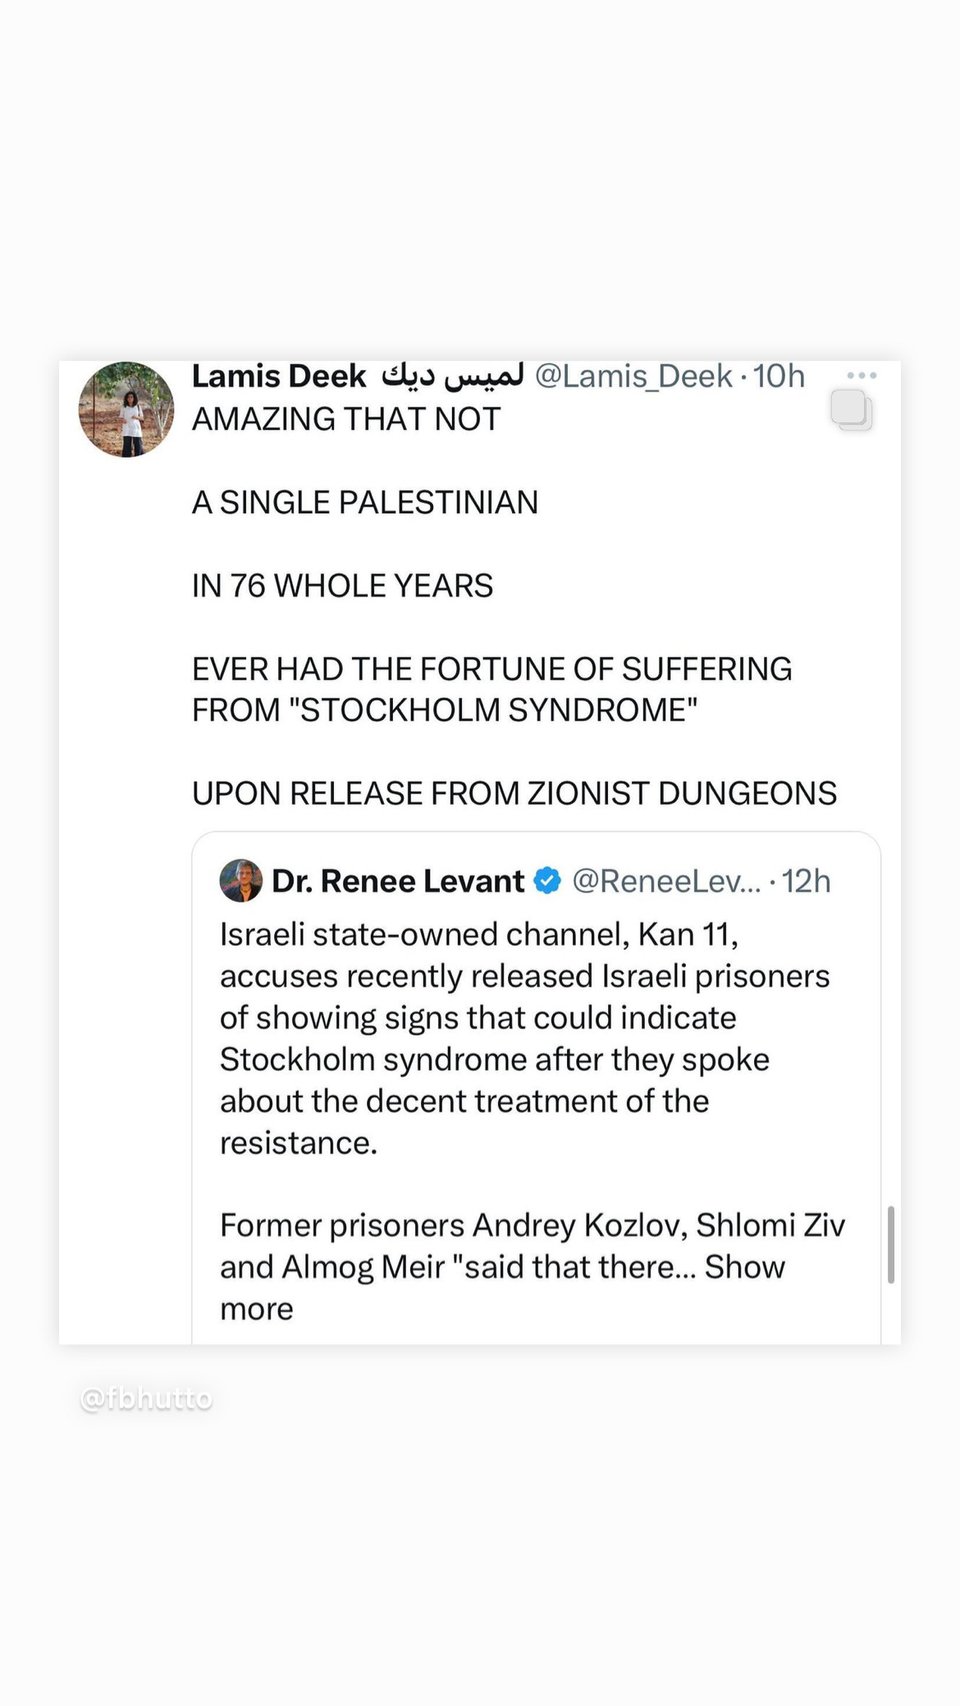 Lamis Deek لميس ديك @Lamis_Deek · 10h
AMAZING THAT NOT
A SINGLE PALESTINIAN
IN 76 WHOLE YEARS
EVER HAD THE FORTUNE OF SUFFERING
FROM "STOCKHOLM SYNDROME"
UPON RELEASE FROM ZIONIST DUNGEONS
Dr. Renee Levant @ReneeLev... · 12h
Israeli state-owned channel, Kan 11,
accuses recently released Israeli prisoners
of showing signs that could indicate
Stockholm syndrome after they spoke
about the decent treatment of the
resistance.
Former prisoners Andrey Kozlov, Shlomi Ziv
and Almog Meir "said that there... Show
more
@fbhutto